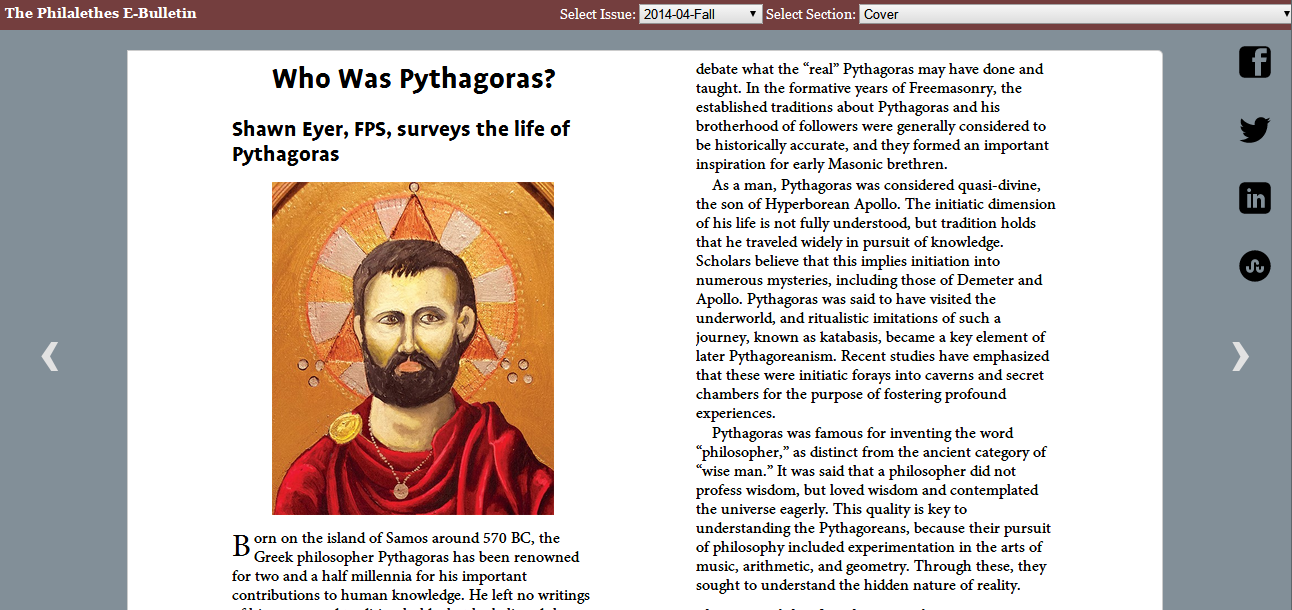 The Philalethes E-Bulletin
Select Issue: 2014-04-Fall Select Section: Cover
Who Was Pythagoras?
Shawn Eyer, FPS, surveys the life of
Pythagoras
Born on the island of Samos around 570 BC, the
Greek philosopher Pythagoras has been renowned
for two and a half millennia for his important
contributions to human knowledge. He left no writings
debate what the “real” Pythagoras may have done and
taught. In the formative years of Freemasonry, the
established traditions about Pythagoras and his
brotherhood of followers were generally considered to
be historically accurate, and they formed an important
inspiration for early Masonic brethren.
As a man, Pythagoras was considered quasi-divine,
the son of Hyperborean Apollo. The initiatic dimension
of his life is not fully understood, but tradition holds
that he traveled widely in pursuit of knowledge.
Scholars believe that this implies initiation into
numerous mysteries, including those of Demeter and
Apollo. Pythagoras was said to have visited the
underworld, and ritualistic imitations of such a
journey, known as katabasis, became a key element of
later Pythagoreanism. Recent studies have emphasized
that these were initiatic forays into caverns and secret
chambers for the purpose of fostering profound
experiences.
Pythagoras was famous for inventing the word
“philosopher,” as distinct from the ancient category of
“wise man.” It was said that a philosopher did not
profess wisdom, but loved wisdom and contemplated
the universe eagerly. This quality is key to
understanding the Pythagoreans, because their pursuit
of philosophy included experimentation in the arts of
music, arithmetic, and geometry. Through these, they
sought to understand the hidden nature of reality.